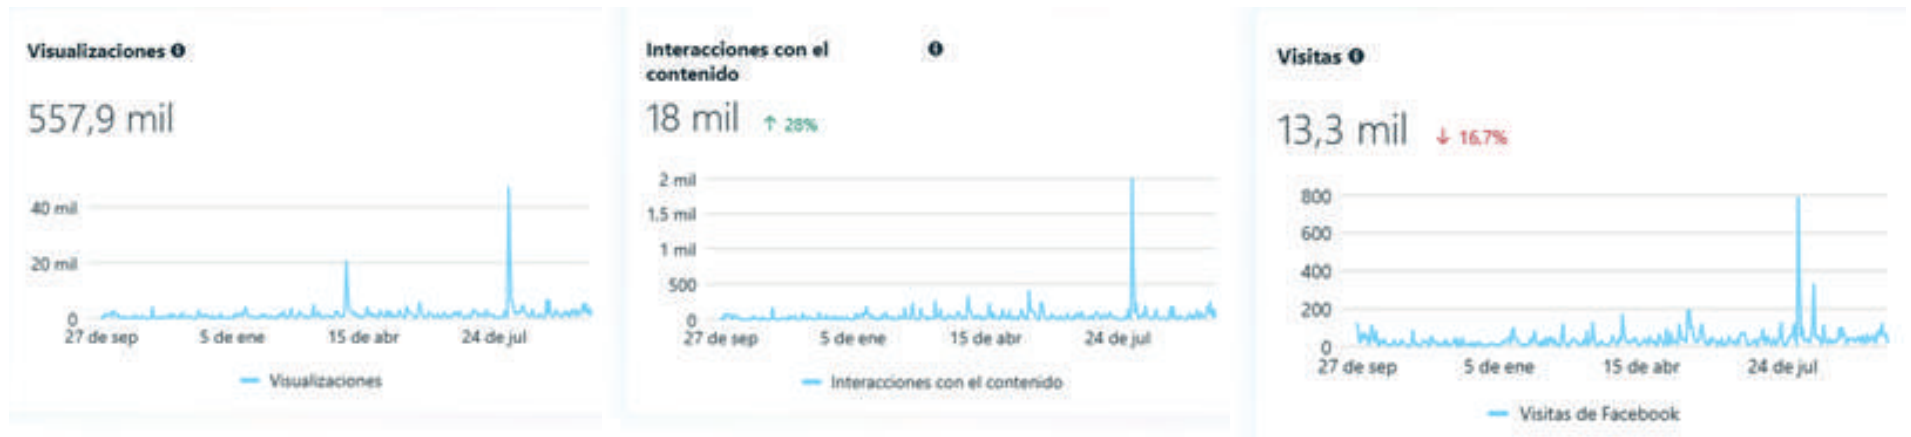 Visualizaciones
557,9 mil
40 mil
20 mil
0
27 de sep 5 de ene 15 de abr 24 de jul
Visualizaciones
Interacciones con el
contenido
18 mil ↑ 28%
2 mil
1.5 mil
1 mil
500
0
27 de sep 5 de ene 15 de abr 24 de jul
Interacciones con el contenido
Visitas
13,3 mil ↓ 16,7%
800
600
400
200
0
27 de sep 5 de ene 15 de abr 24 de jul
Visitas de Facebook